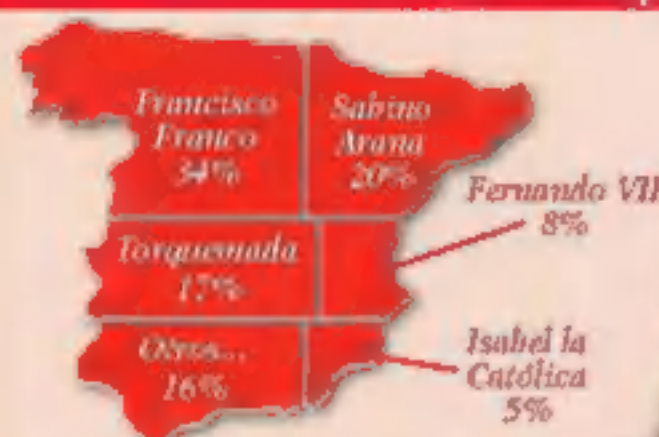 Francisco
Franco
34%
Sabino
Arana
20%
Fernando VII
8%
Torquemada
17%
Otros...
16%
Isabel la
Católica
5%